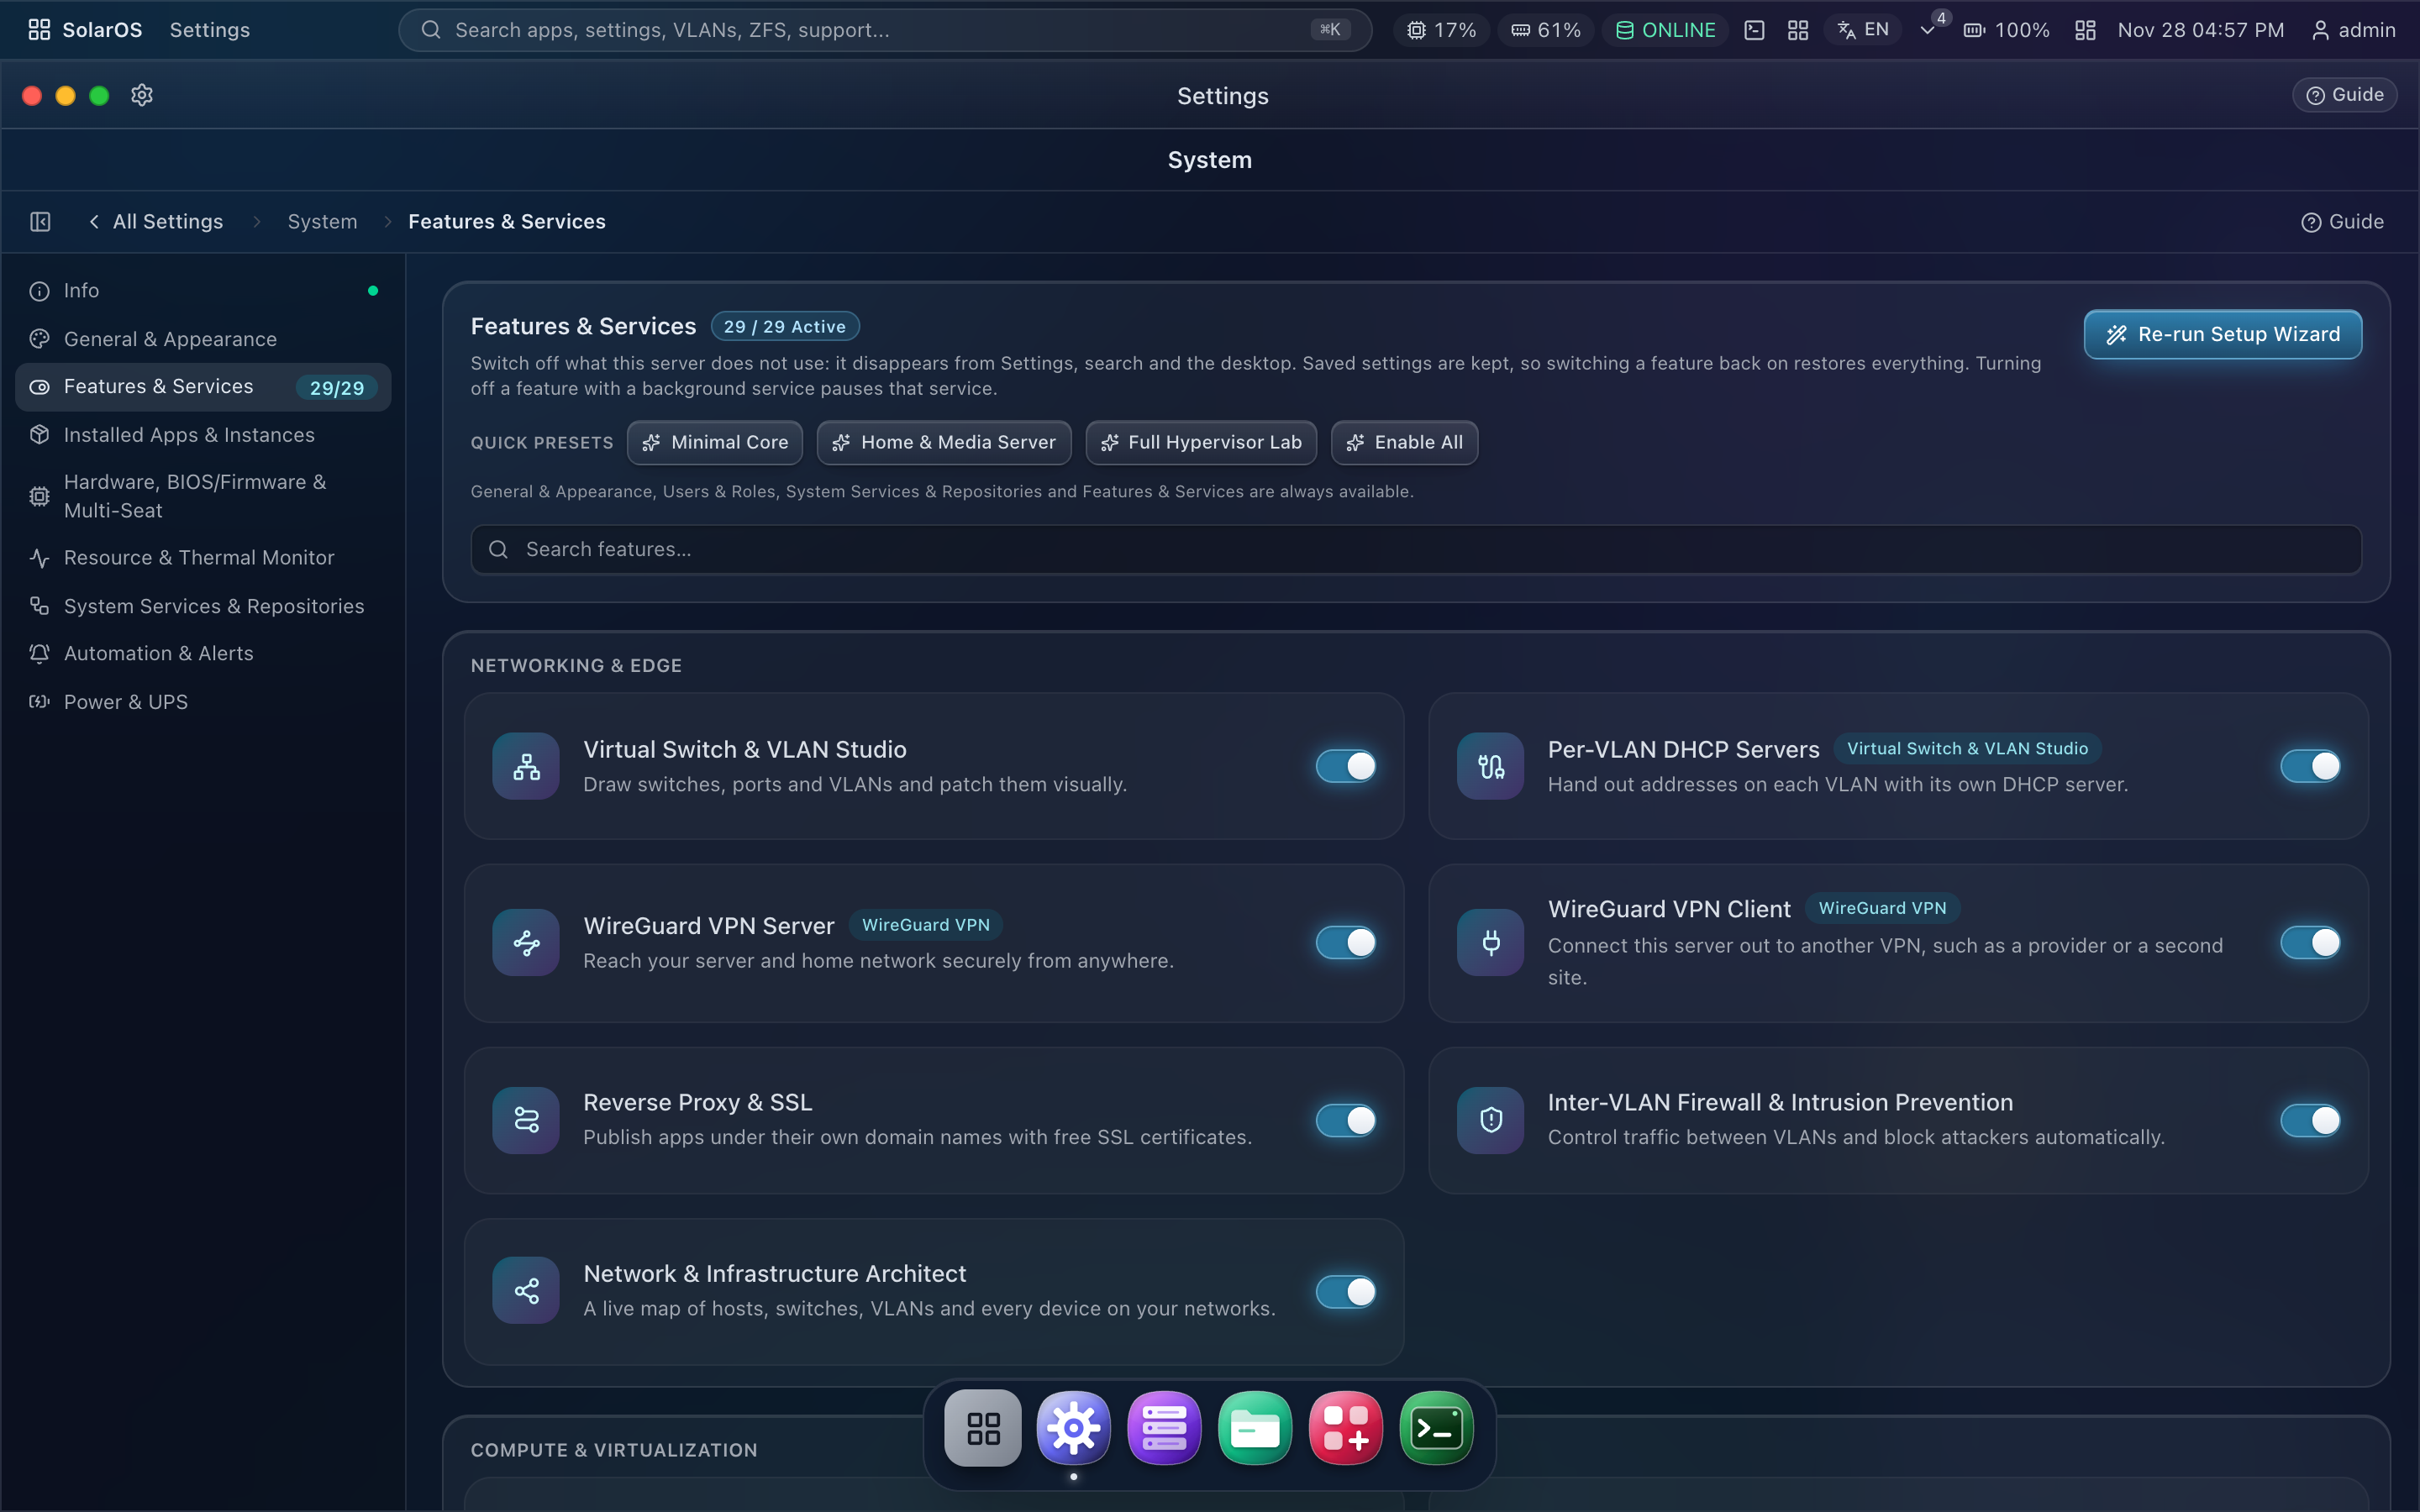 SolarOS Settings Search apps, settings, VLANs, ZFS, support... ⌘K 17% 61% ONLINE EN 4 100% Nov 28 04:57 PM admin
Settings Guide
System
All Settings System Features & Services Guide
Info
General & Appearance
Features & Services 29/29
Installed Apps & Instances
Hardware, BIOS/Firmware &
Multi-Seat
Resource & Thermal Monitor
System Services & Repositories
Automation & Alerts
Power & UPS
Features & Services 29 / 29 Active
Re-run Setup Wizard
Switch off what this server does not use: it disappears from Settings, search and the desktop. Saved settings are kept, so switching a feature back on restores everything. Turning
off a feature with a background service pauses that service.
QUICK PRESETS Minimal Core Home & Media Server Full Hypervisor Lab Enable All
General & Appearance, Users & Roles, System Services & Repositories and Features & Services are always available.
Search features...
NETWORKING & EDGE
Virtual Switch & VLAN Studio
Draw switches, ports and VLANs and patch them visually.
Per-VLAN DHCP Servers Virtual Switch & VLAN Studio
Hand out addresses on each VLAN with its own DHCP server.
WireGuard VPN Server WireGuard VPN
Reach your server and home network securely from anywhere.
WireGuard VPN Client WireGuard VPN
Connect this server out to another VPN, such as a provider or a second
site.
Reverse Proxy & SSL
Publish apps under their own domain names with free SSL certificates.
Inter-VLAN Firewall & Intrusion Prevention
Control traffic between VLANs and block attackers automatically.
Network & Infrastructure Architect
A live map of hosts, switches, VLANs and every device on your networks.
COMPUTE & VIRTUALIZATION